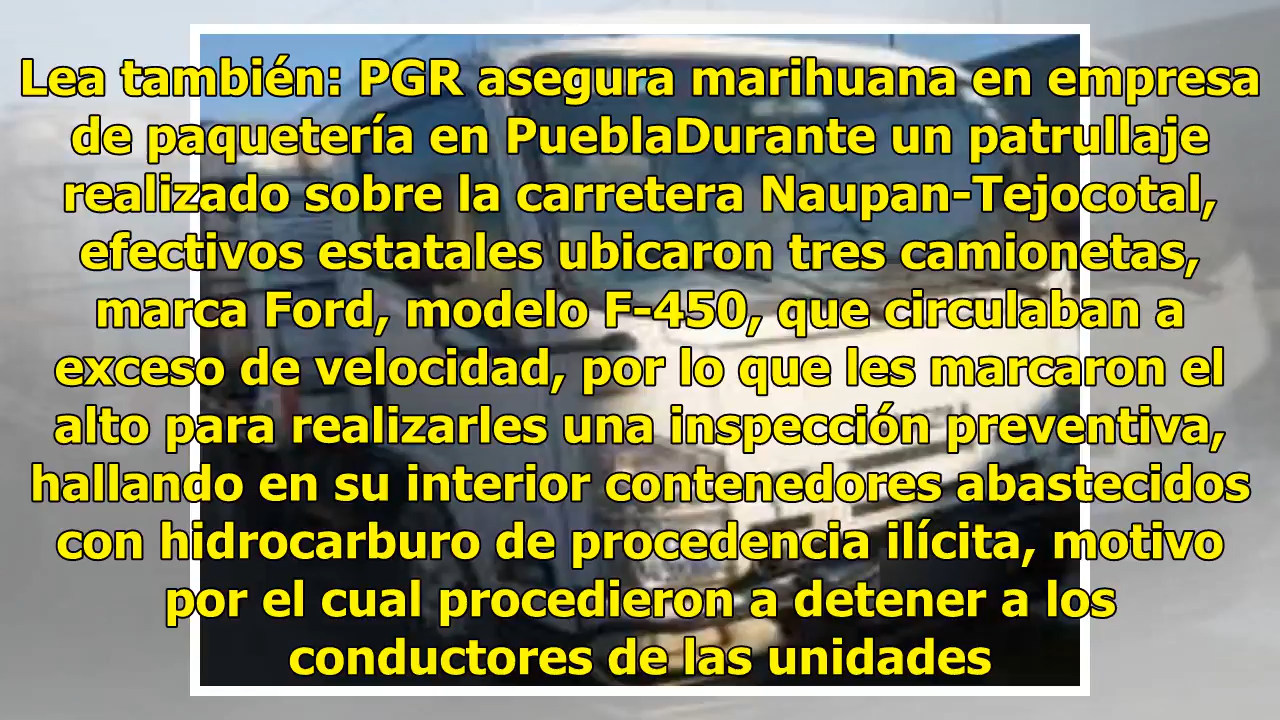 Lea también: PGR asegura marihuana en empresa
de paquetería en PueblaDurante un patrullaje
realizado sobre la carretera Naupan-Tejocotal,
efectivos estatales ubicaron tres camionetas,
marca Ford, modelo F-450, que circulaban a
exceso de velocidad, por lo que les marcaron el
alto para realizarles una inspección preventiva,
hallando en su interior contenedores abastecidos
con hidrocarburo de procedencia ilícita, motivo
por el cual procedieron a detener a los
conductores de las unidades